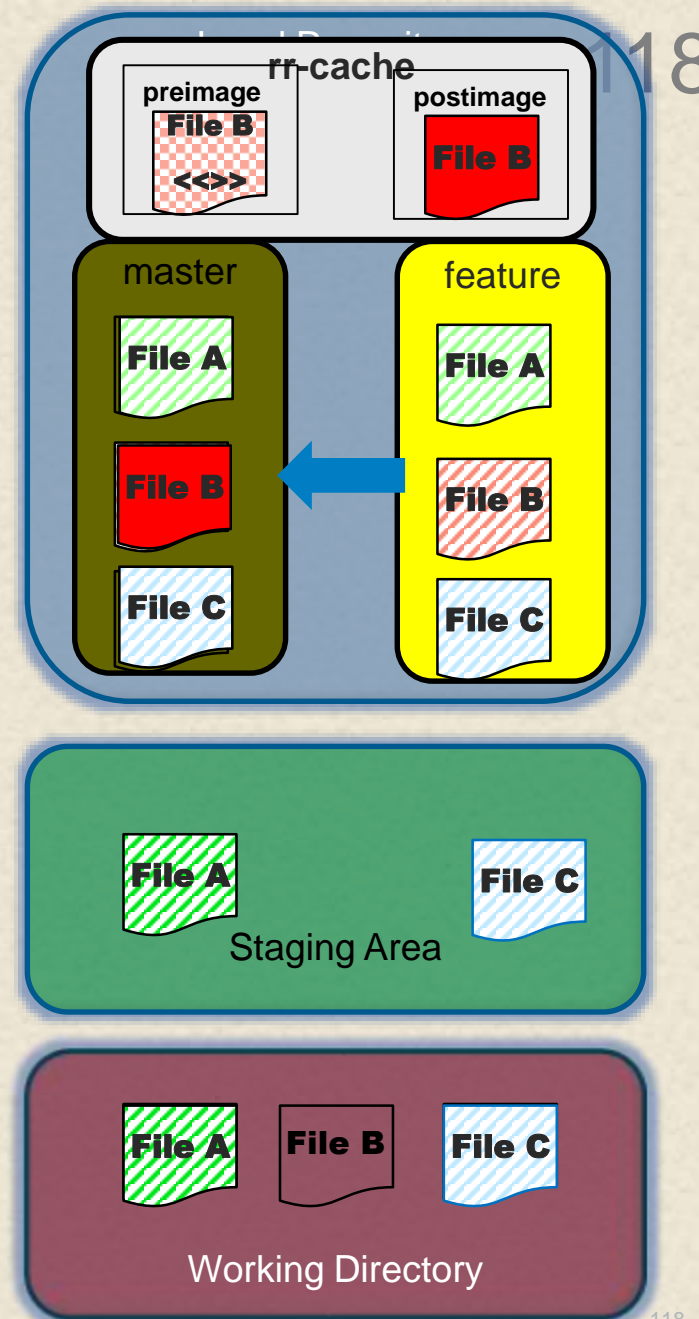 118
rr-cache
preimage
postimage
File B
<<>>
File B
master
feature
File A
File A
File B
File B
File C
File C
File A
File C
Staging Area
File A
File B
File C
Working Directory
118